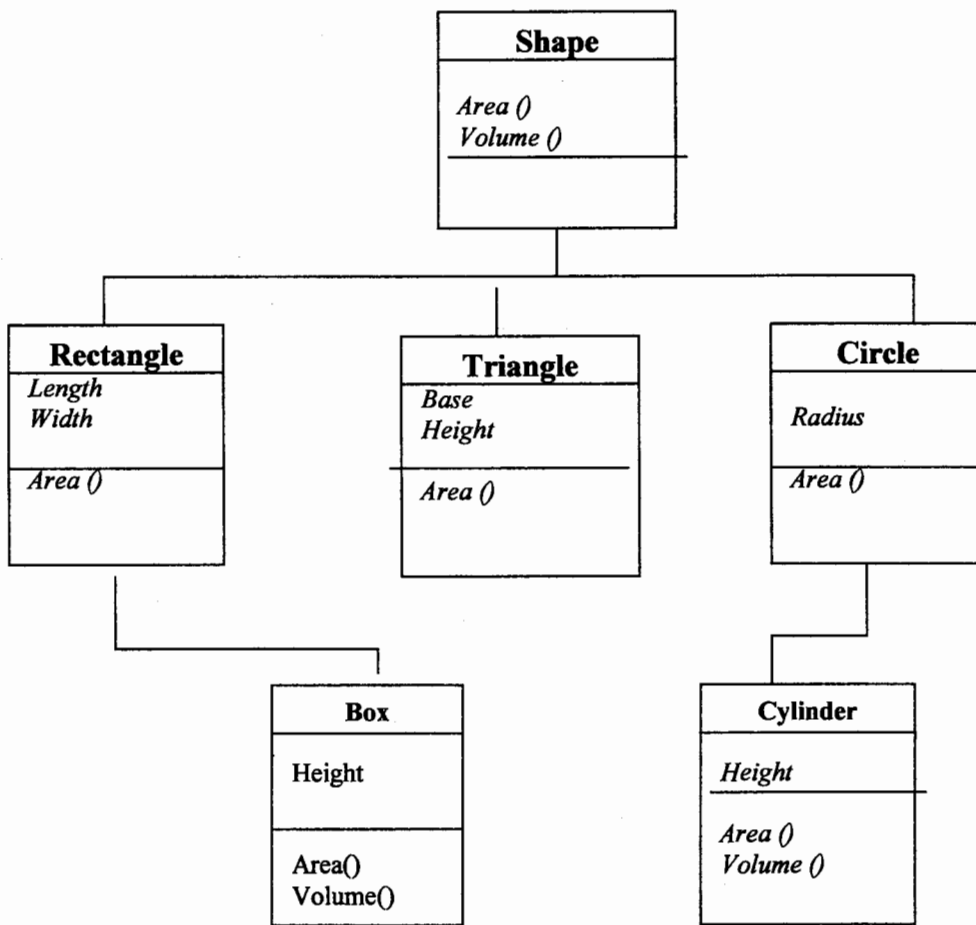 Shape
Area ()
Volume ()
Rectangle
Length
Width
Area ()
Triangle
Base
Height
Area ()
Circle
Radius
Area ()
Box
Height
Area()
Volume()
Cylinder
Height
Area ()
Volume ()